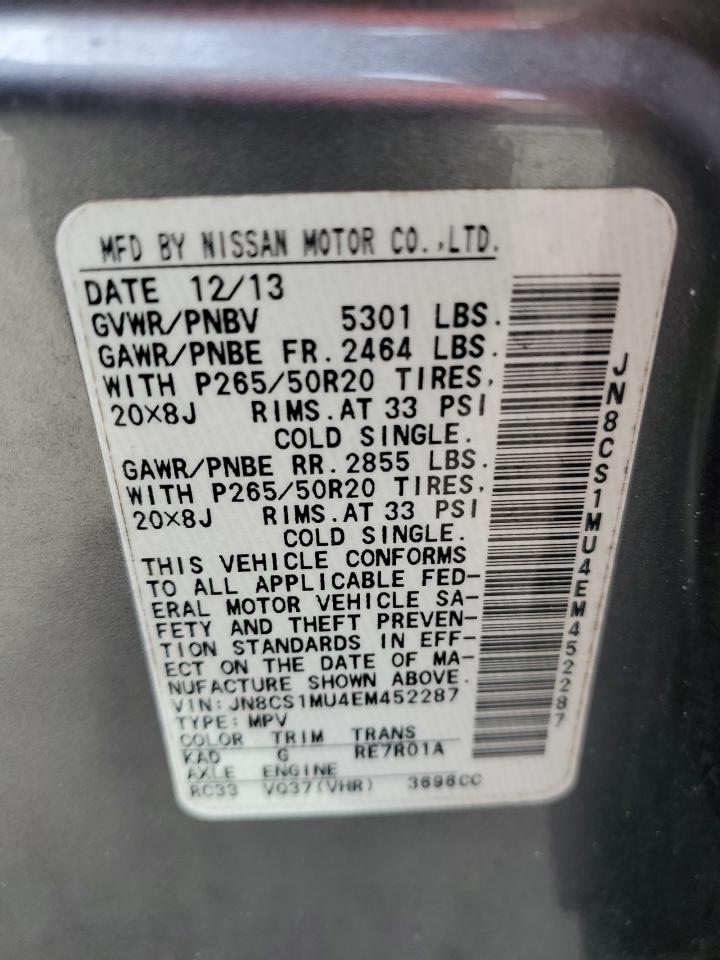 MFD BY NISSAN MOTOR CO.,LTD.
DATE 12/13
GVWR/PNBV 5301 LBS.
GAWR/PNBE FR. 2464 LBS.
WITH P265/50R20 TIRES,
20X8J RIMS. AT 33 PSI
COLD SINGLE.
GAWR/PNBE RR. 2855 LBS.
WITH P265/50R20 TIRES,
20X8J RIMS. AT 33 PSI
COLD SINGLE.
THIS VEHICLE CONFORMS
TO ALL APPLICABLE FED-
ERAL MOTOR VEHICLE SA-
FETY AND THEFT PREVEN-
TION STANDARDS IN EFF-
ECT ON THE DATE OF MA-
NUFACTURE SHOWN ABOVE.
VIN: JN8CS1MU4EM452287
TYPE: MPV
COLOR TRIM TRANS
KAD G RE7R01A
AXLE ENGINE
RC33 VQ37(VHR) 3696CC
JN8CS1MU4EM452287